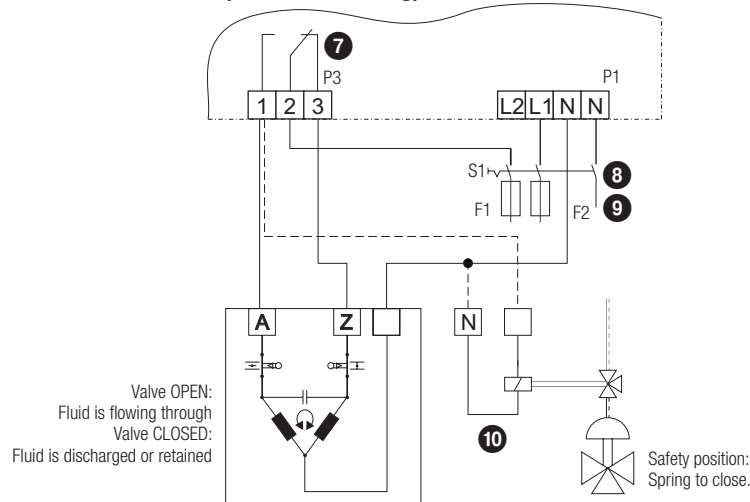 7
P3
P1
1 2 3
L2 L1 N N
S1
8
F1
F2
9
A
Z
N
Valve OPEN:
Fluid is flowing through
Valve CLOSED:
Fluid is discharged or retained
10
Safety position:
Spring to close.